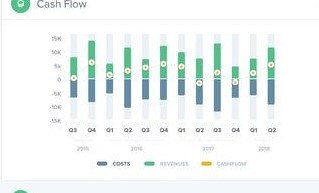 Cash Flow
15K
10K
5K
0
-5K
-10K
-15K
Q3 Q4 Q1 Q2 Q3 Q4 Q1 Q2 Q3 Q4 Q1 Q2
2015 2016 2017 2018
COSTS REVENUES CASHFLOW